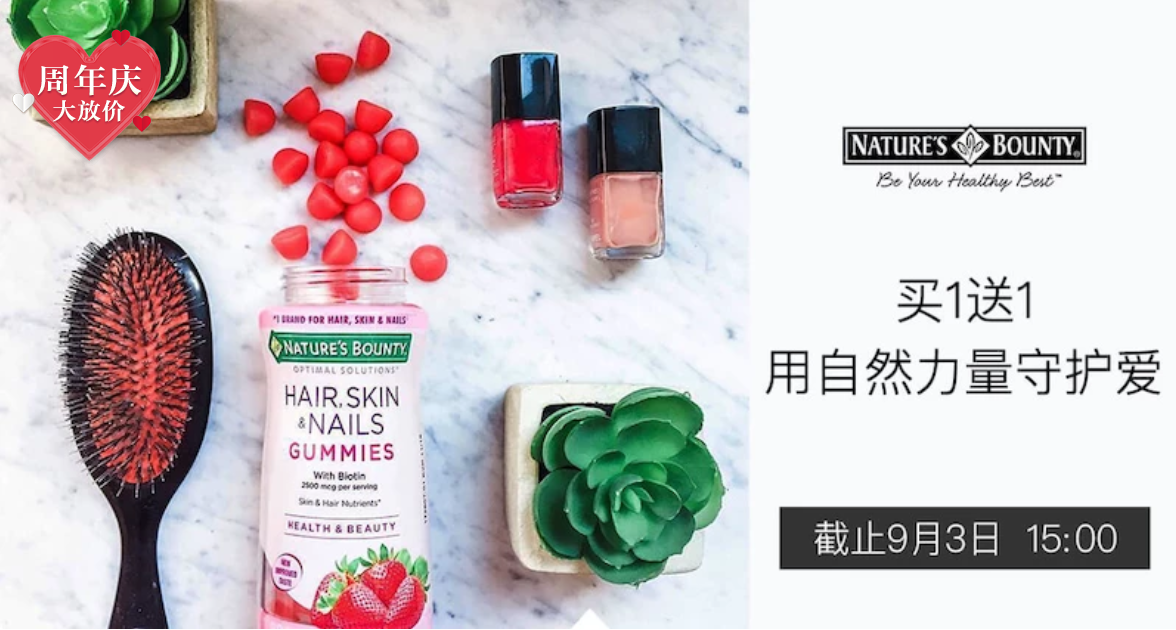 周年庆
大放价
*#1 BRAND FOR HAIR, SKIN & NAILS
NATURE'S BOUNTY®
OPTIMAL SOLUTIONS®
HAIR, SKIN
& NAILS
GUMMIES
With Biotin
2500 mcg per serving
Skin & Hair Nutrients*
HEALTH & BEAUTY
NEW
IMPROVED
TASTE!
NATURE'S BOUNTY®
Be Your Healthy Best™
买1送1
用自然力量守护爱
截止9月3日 15:00